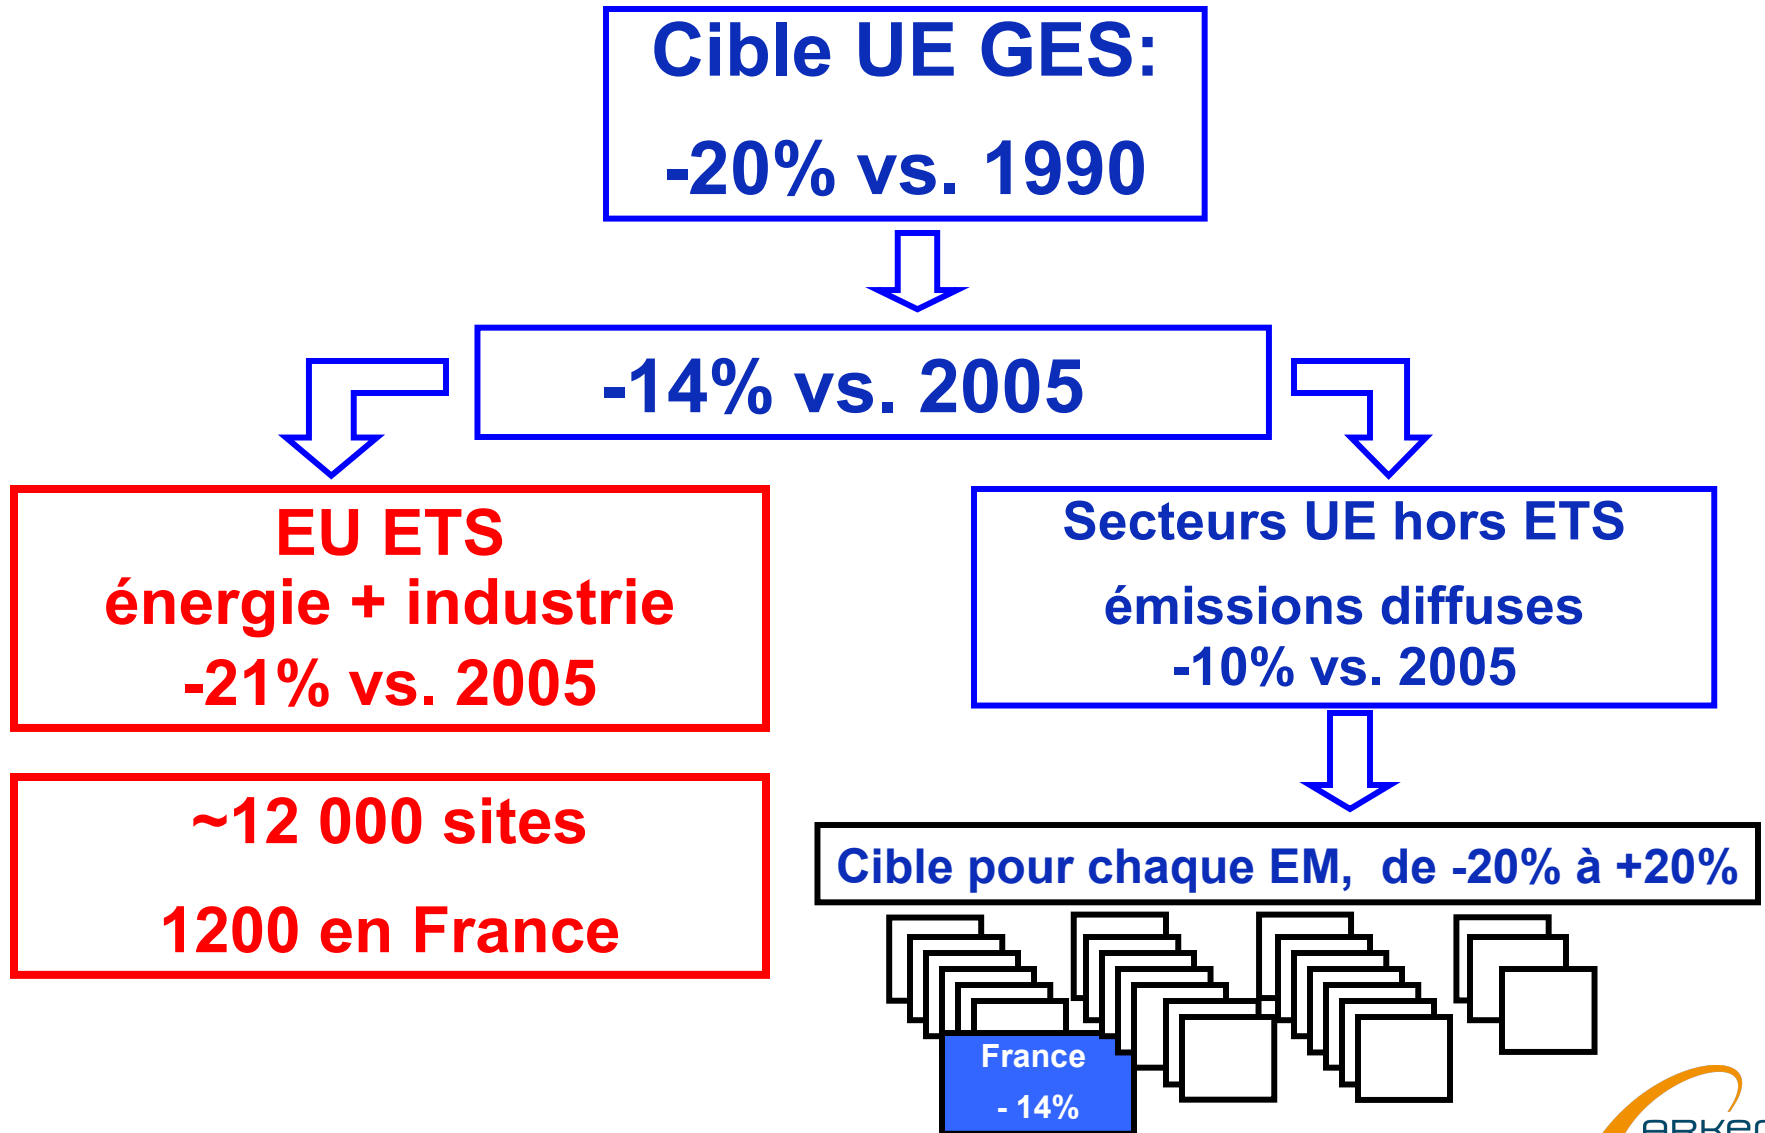 Cible UE GES:
-20% vs. 1990
-14% vs. 2005
EU ETS
énergie + industrie
-21% vs. 2005
Secteurs UE hors ETS
émissions diffuses
-10% vs. 2005
~12 000 sites
1200 en France
Cible pour chaque EM, de -20% à +20%
France
- 14%